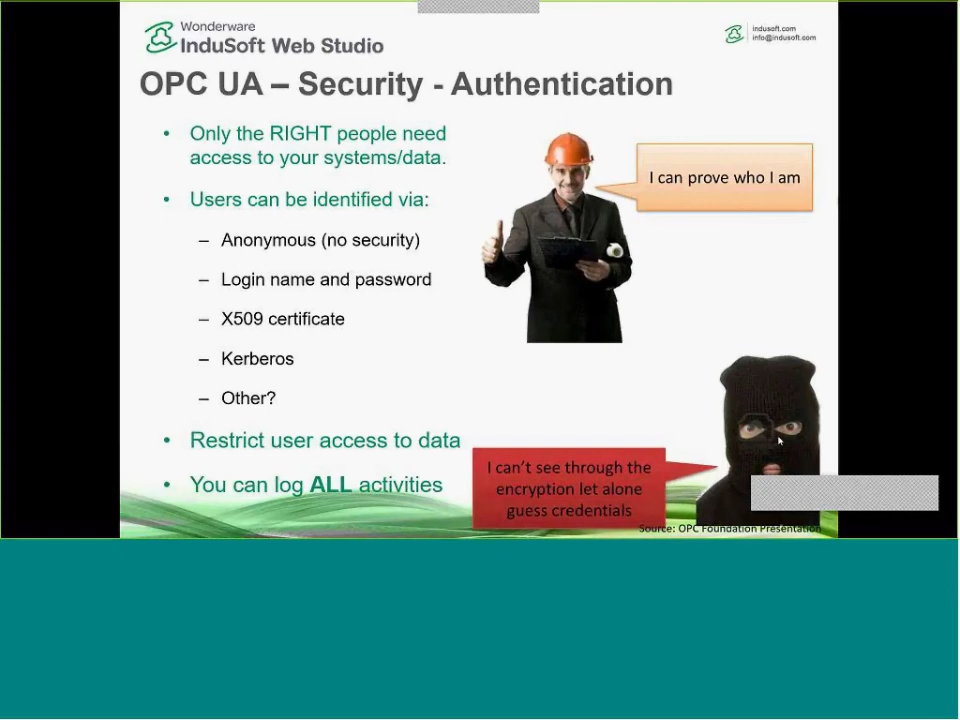 Wonderware
InduSoft Web Studio
indusoft.com
info@indusoft.com
OPC UA – Security - Authentication
• Only the RIGHT people need
access to your systems/data.
• Users can be identified via:
– Anonymous (no security)
– Login name and password
– X509 certificate
– Kerberos
– Other?
• Restrict user access to data
• You can log ALL activities
I can prove who I am
I can't see through the
encryption let alone
guess credentials
Source: OPC Foundation Presentation